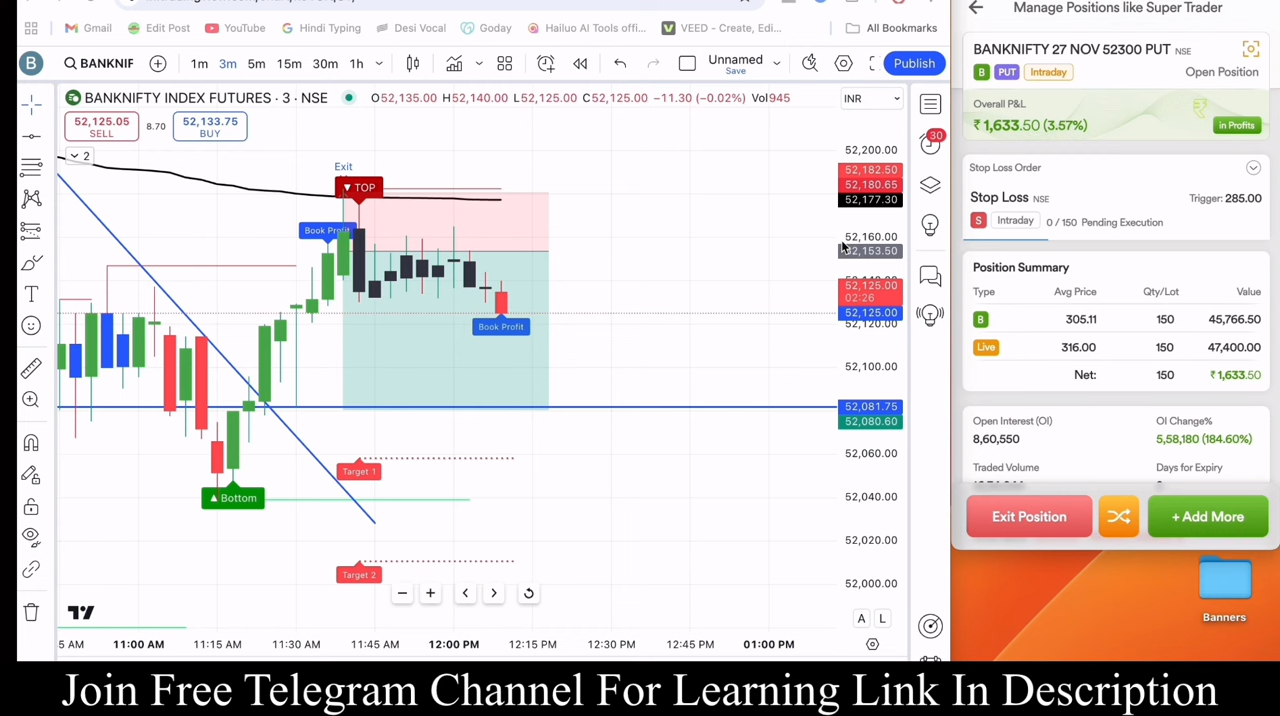 Manage Positions like Super Trader
Gmail Edit Post YouTube Hindi Typing Desi Vocal Goday Hailuo AI Tools offi... VEED - Create, Edi... All Bookmarks
B BANKNIF 1m 3m 5m 15m 30m 1h Unnamed Save Publish
BANKNIFTY INDEX FUTURES · 3 · NSE O52,135.00 H52,140.00 L52,125.00 C52,125.00 −11.30 (−0.02%) Vol945 INR
52,125.05 SELL 8.70 52,133.75 BUY
2
30
Exit
▼ TOP
Book Profit
Book Profit
▲ Bottom
Target 1
Target 2
52,200.00
52,182.50
52,180.65
52,177.30
52,160.00
52,125.00
02:26
52,125.00
52,120.00
52,100.00
52,081.75
52,080.60
52,060.00
52,040.00
52,020.00
52,000.00
A L
11:00 AM 11:15 AM 11:30 AM 11:45 AM 12:00 PM 12:15 PM 12:30 PM 12:45 PM 01:00 PM
BANKNIFTY 27 NOV 52300 PUT NSE
B PUT Intraday Open Position
Overall P&L
₹ 1,633.50 (3.57%) in Profits
Stop Loss Order
Stop Loss NSE Trigger: 285.00
S Intraday 0 / 150 Pending Execution
Position Summary
Type Avg Price Qty/Lot Value
B 305.11 150 45,766.50
Live 316.00 150 47,400.00
Net: 150 ₹ 1,633.50
Open Interest (OI) OI Change%
8,60,550 5,58,180 (184.60%)
Traded Volume Days for Expiry
Exit Position + Add More
Banners
Join Free Telegram Channel For Learning Link In Description